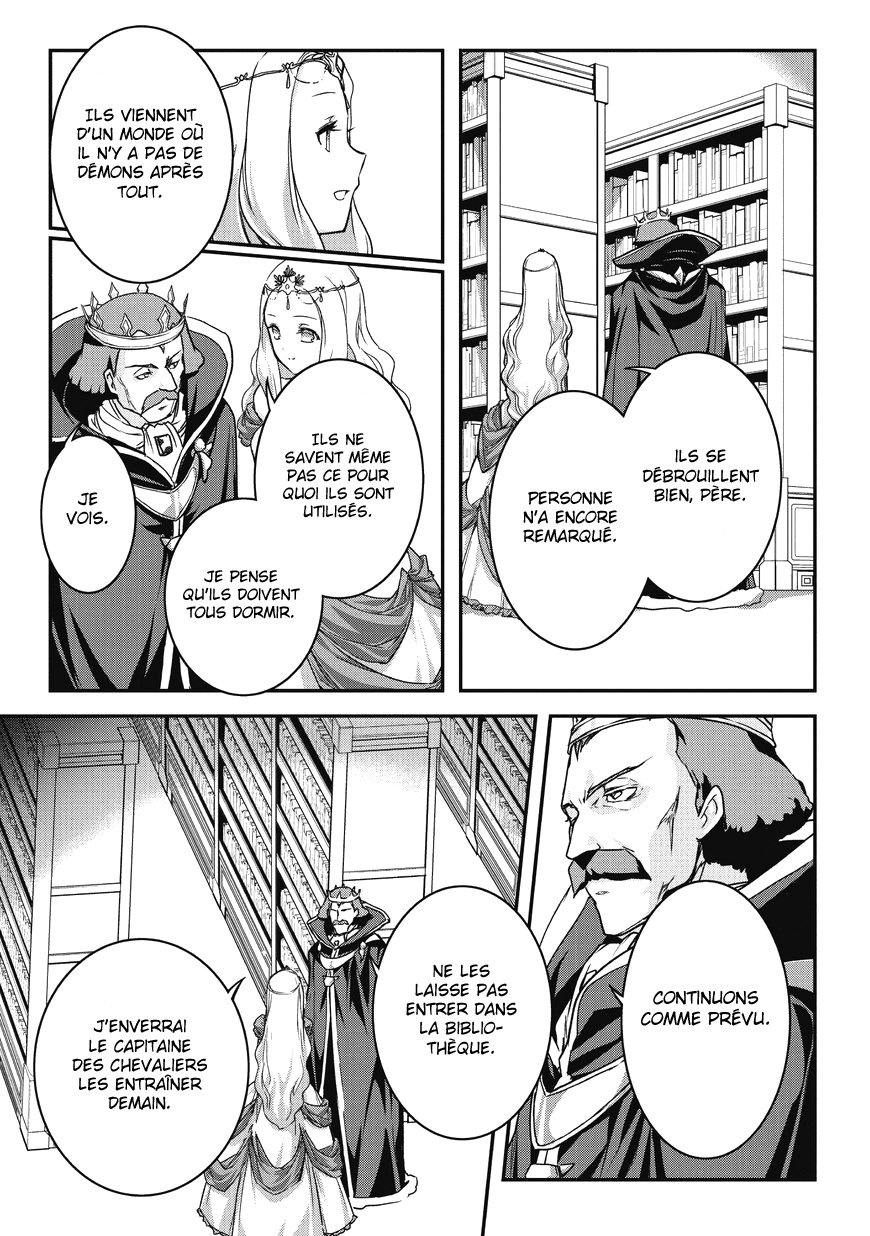 ILS SE
DÉBROUILLENT
BIEN, PÈRE.
PERSONNE
N'A ENCORE
REMARQUÉ.
ILS VIENNENT
D'UN MONDE OÙ
IL N'Y A PAS DE
DÉMONS APRÈS
TOUT.
ILS NE
SAVENT MÊME
PAS CE POUR
QUOI ILS SONT
UTILISÉS.
JE PENSE
QU'ILS DOIVENT
TOUS DORMIR.
JE
VOIS.
CONTINUONS
COMME PRÉVU.
NE LES
LAISSE PAS
ENTRER DANS
LA BIBLIO-
THÈQUE.
J'ENVERRAI
LE CAPITAINE
DES CHEVALIERS
LES ENTRAÎNER
DEMAIN.